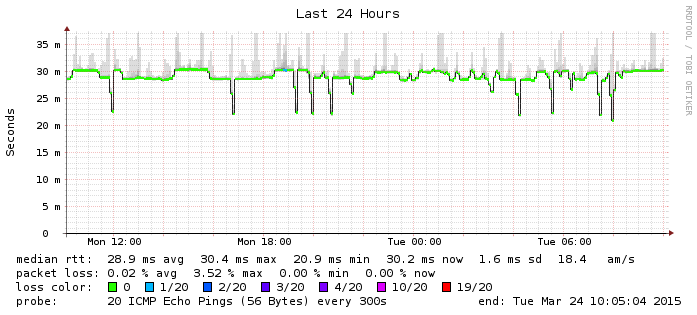 Last 24 Hours
RRDTOOL / TOBI OETIKER
Seconds
35 m
30 m
25 m
20 m
15 m
10 m
5 m
0
Mon 12:00 Mon 18:00 Tue 00:00 Tue 06:00
median rtt: 28.9 ms avg 30.4 ms max 20.9 ms min 30.2 ms now 1.6 ms sd 18.4 am/s
packet loss: 0.02 % avg 3.52 % max 0.00 % min 0.00 % now
loss color: 0 1/20 2/20 3/20 4/20 10/20 19/20
probe: 20 ICMP Echo Pings (56 Bytes) every 300s end: Tue Mar 24 10:05:04 2015